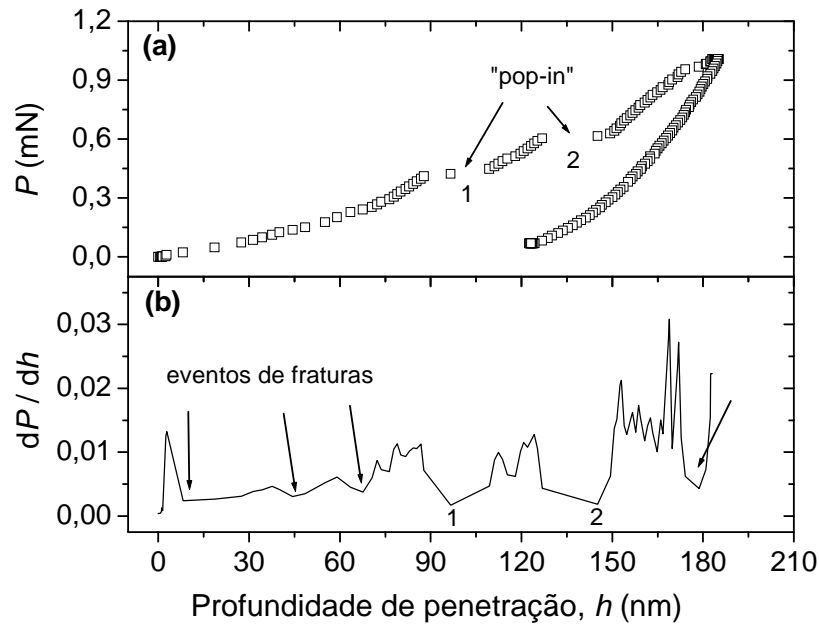 (a)
1,2
0,9
0,6
0,3
0,0
P (mN)
"pop-in"
1
2
(b)
0,03
0,02
0,01
0,00
dP / dh
eventos de fraturas
1
2
0 30 60 90 120 150 180 210
Profundidade de penetração, h (nm)